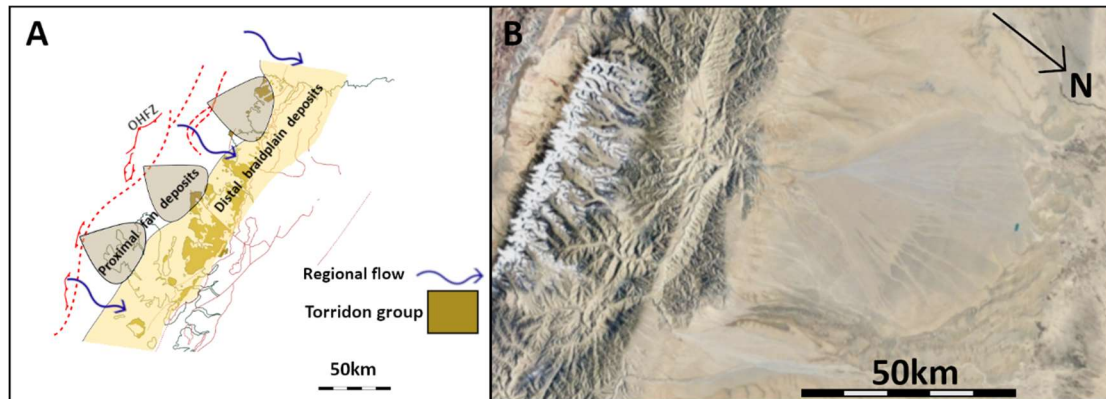 A
OHFZ
Proximal fan deposits
Distal braidplain deposits
Regional flow
Torridon group
50km
B
N
50km